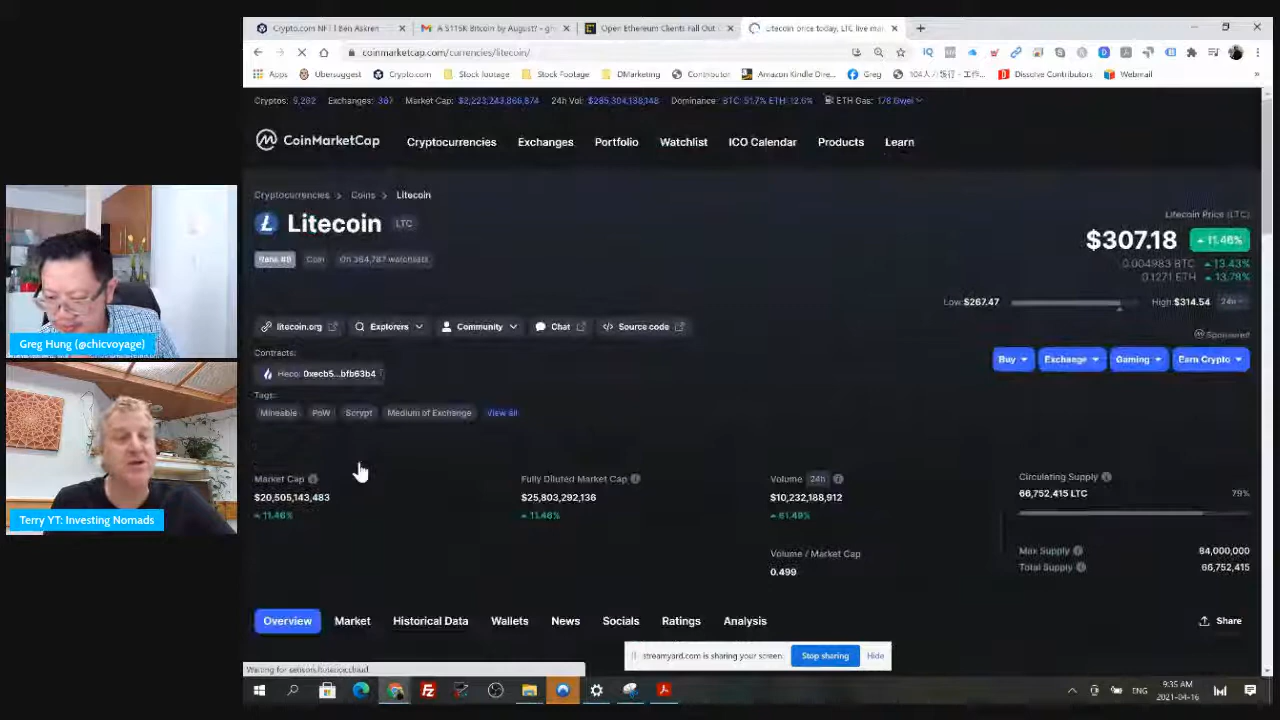 Crypto.com NFT | Ben Askren
A $115K Bitcoin by August? - gre
Open Ethereum Clients Fall Out O
Litecoin price today, LTC live mar
coinmarketcap.com/currencies/litecoin/
Apps
Ubersuggest
Crypto.com
Stock footage
Stock Footage
DMarketing
Contributor
Amazon Kindle Dire...
Greg
Dissolve Contributors
Webmail
Cryptos: 9,262 Exchanges: 367 Market Cap: 24h Vol: $285,304,138,148 Dominance: BTC: 51.7% ETH: 12.6% ETH Gas: 176 Gwei
CoinMarketCap
Cryptocurrencies
Exchanges
Portfolio
Watchlist
ICO Calendar
Products
Learn
Cryptocurrencies > Coins > Litecoin
Litecoin LTC
Rank #9
Coin
On 364,787 watchlists
Litecoin Price (LTC)
$307.18
11.46%
0.004983 BTC 13.43%
0.1271 ETH 13.78%
Low: $267.47
High: $314.54
24h
litecoin.org
Explorers
Community
Chat
Source code
Sponsored
Buy
Exchange
Gaming
Earn Crypto
Contracts:
Heco: 0xecb5...bfb63b4
Tags:
Mineable
PoW
Scrypt
Medium of Exchange
View all
Market Cap
$20,505,143,483
11.46%
Fully Diluted Market Cap
$25,803,292,136
11.46%
Volume 24h
$10,232,188,912
61.49%
Volume / Market Cap
0.499
Circulating Supply
66,752,415 LTC
79%
Max Supply
84,000,000
Total Supply
66,752,415
Overview
Market
Historical Data
Wallets
News
Socials
Ratings
Analysis
Share
streamyard.com is sharing your screen.
Stop sharing
Hide
ENG
9:35 AM
2021-04-16
Greg Hung (@chicvoyage)
Terry YT: Investing Nomads